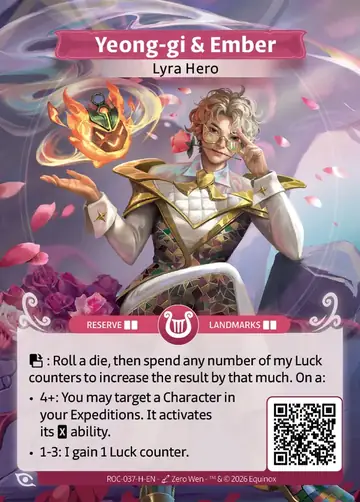 Yeong-gi & Ember
Lyra Hero
RESERVE
LANDMARKS
: Roll a die, then spend any number of my Luck
counters to increase the result by that much. On a:
• 4+: You may target a Character in
your Expeditions. It activates
its X ability.
• 1-3: I gain 1 Luck counter.
ROC-037-H-EN - Zero Wen - ™ & © 2026 Equinox